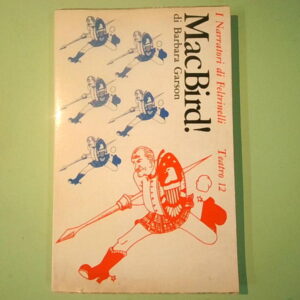 I Narratori di Feltrinelli Teatro 12
MacBird!
di Barbara Garson